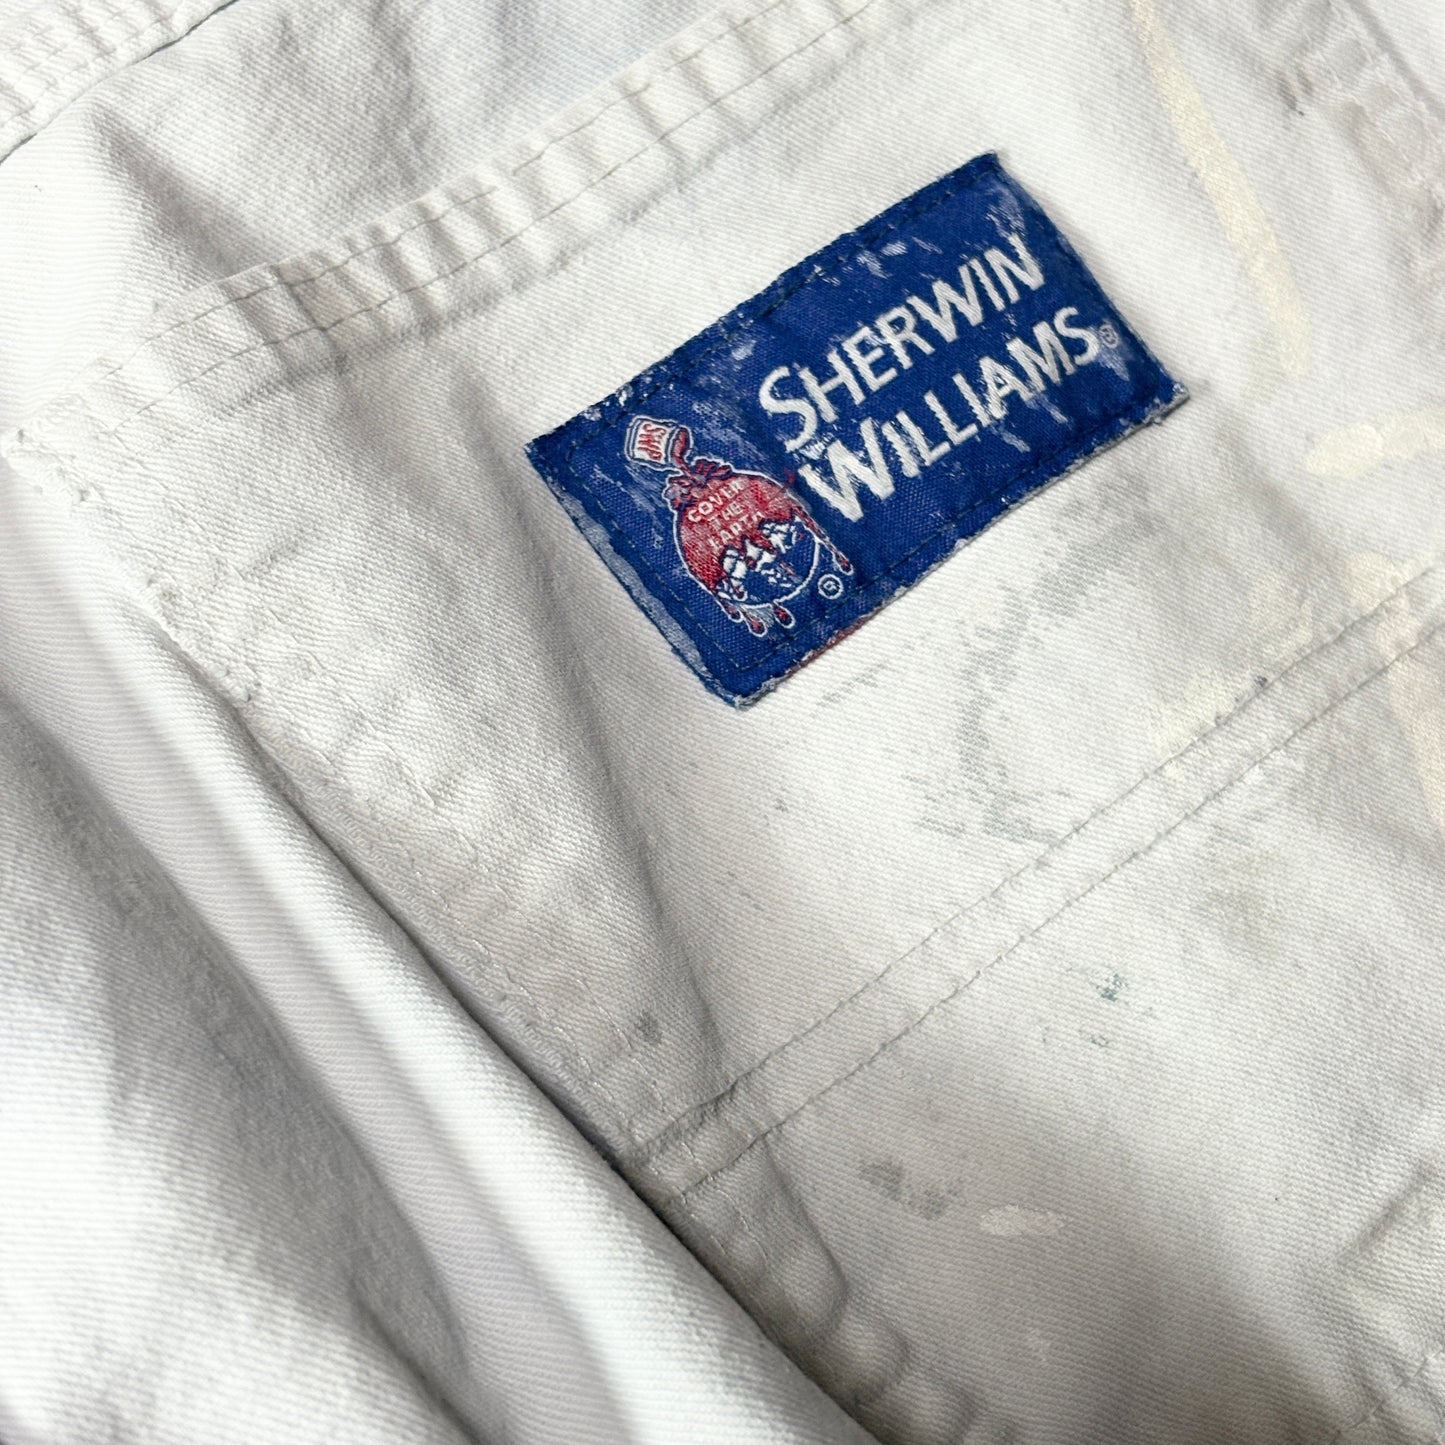 SHERWIN
WILLIAMS®
SWP
COVER
THE
EARTH
®